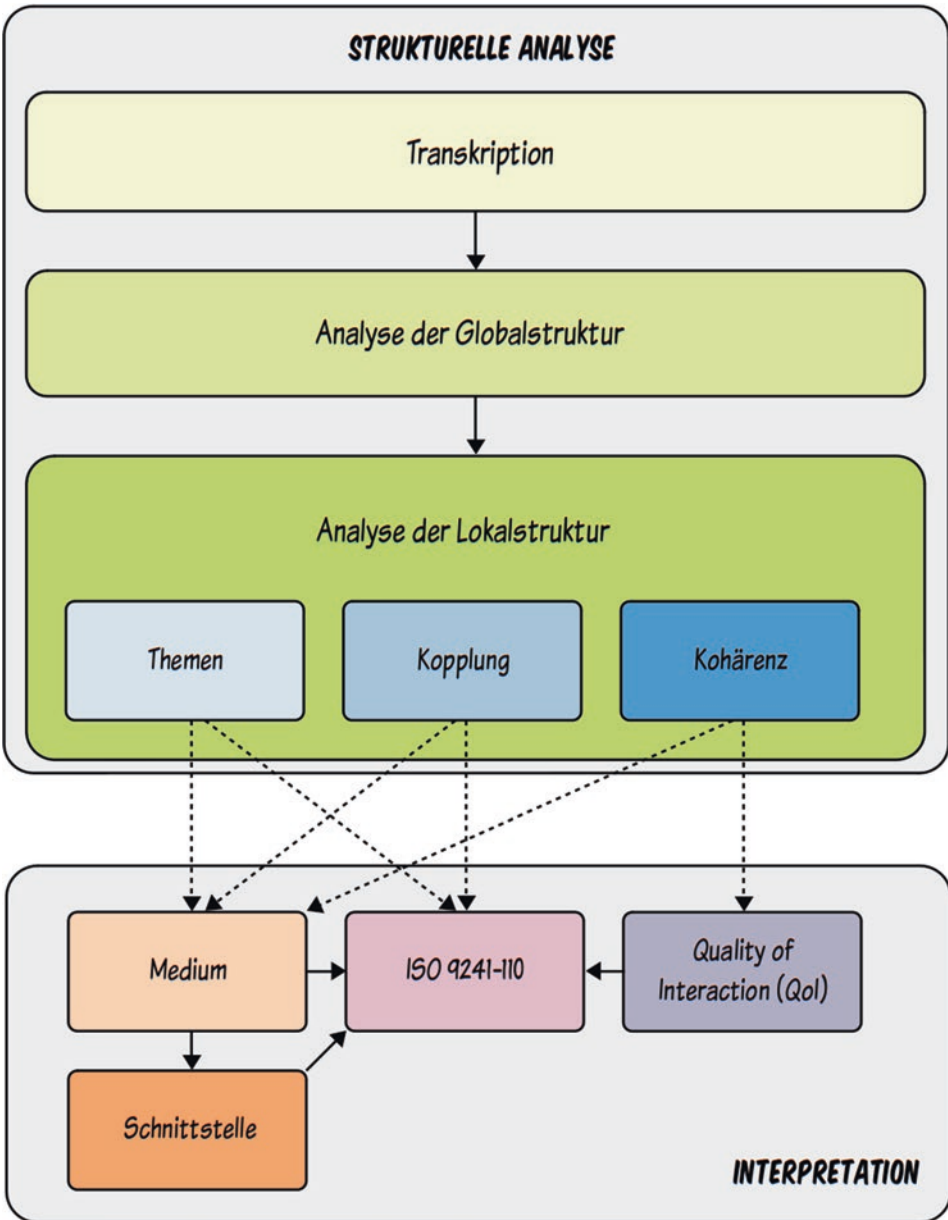 STRUKTURELLE ANALYSE
Transkription
Analyse der Globalstruktur
Analyse der Lokalstruktur
Themen
Kopplung
Kohärenz
Medium
ISO 9241-110
Quality of
Interaction (QoI)
Schnittstelle
INTERPRETATION